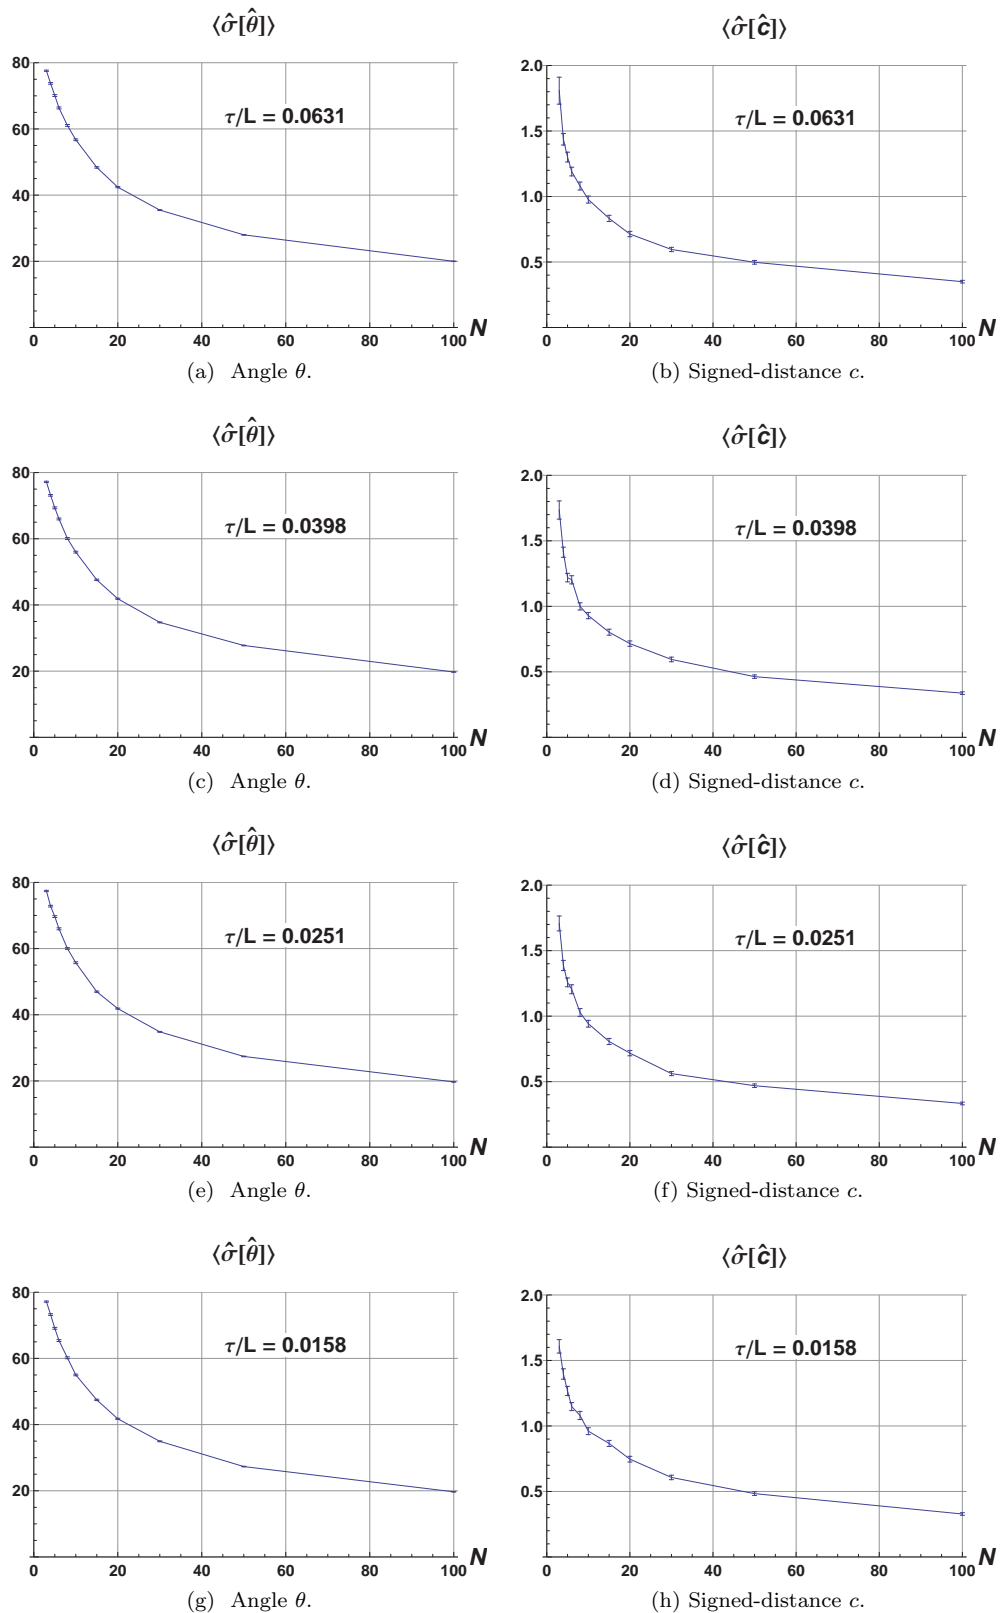 ⟨σ̂[θ̂]⟩ ⟨σ̂[ĉ]⟩
80 2.0
τ/L = 0.0631 τ/L = 0.0631
60 1.5
40 1.0
20 0.5
0 20 40 60 80 100 N 0 20 40 60 80 100 N
(a) Angle θ. (b) Signed-distance c.
⟨σ̂[θ̂]⟩ ⟨σ̂[ĉ]⟩
80 2.0
τ/L = 0.0398 τ/L = 0.0398
60 1.5
40 1.0
20 0.5
0 20 40 60 80 100 N 0 20 40 60 80 100 N
(c) Angle θ. (d) Signed-distance c.
⟨σ̂[θ̂]⟩ ⟨σ̂[ĉ]⟩
80 2.0
τ/L = 0.0251 τ/L = 0.0251
60 1.5
40 1.0
20 0.5
0 20 40 60 80 100 N 0 20 40 60 80 100 N
(e) Angle θ. (f) Signed-distance c.
⟨σ̂[θ̂]⟩ ⟨σ̂[ĉ]⟩
80 2.0
τ/L = 0.0158 τ/L = 0.0158
60 1.5
40 1.0
20 0.5
0 20 40 60 80 100 N 0 20 40 60 80 100 N
(g) Angle θ. (h) Signed-distance c.